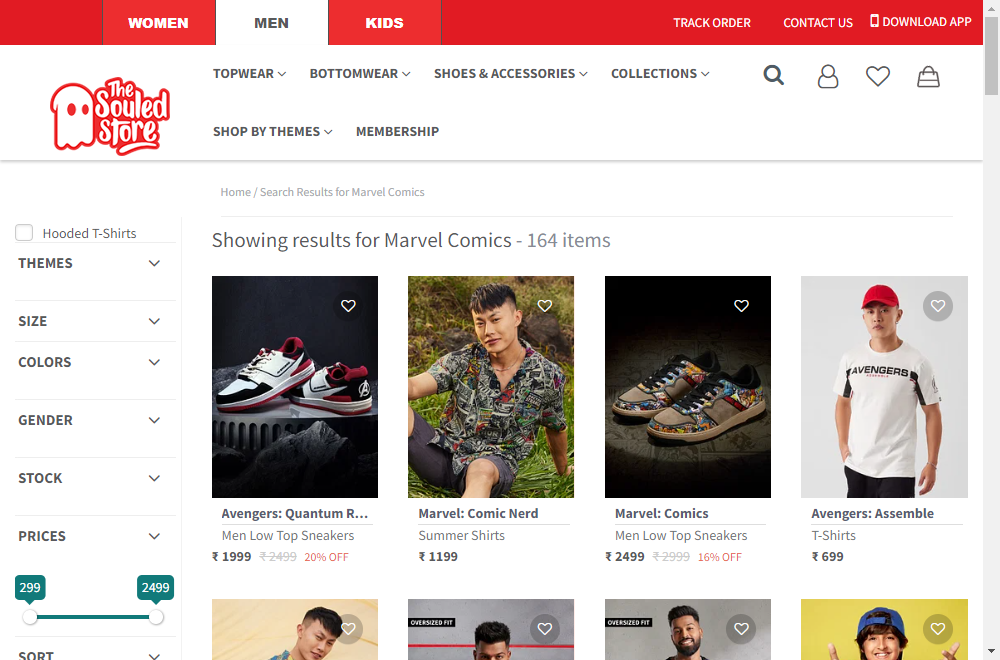 WOMEN
MEN
KIDS
TRACK ORDER
CONTACT US
DOWNLOAD APP
The Souled Store
TOPWEAR
BOTTOMWEAR
SHOES & ACCESSORIES
COLLECTIONS
SHOP BY THEMES
MEMBERSHIP
Home / Search Results for Marvel Comics
Hooded T-Shirts
THEMES
SIZE
COLORS
GENDER
STOCK
PRICES
299
2499
SORT
Showing results for Marvel Comics - 164 items
AVENGERS
Avengers: Quantum R...
Men Low Top Sneakers
₹ 1999 ₹ 2499 20% OFF
Marvel: Comic Nerd
Summer Shirts
₹ 1199
Marvel: Comics
Men Low Top Sneakers
₹ 2499 ₹ 2999 16% OFF
Avengers: Assemble
T-Shirts
₹ 699
OVERSIZED FIT
OVERSIZED FIT